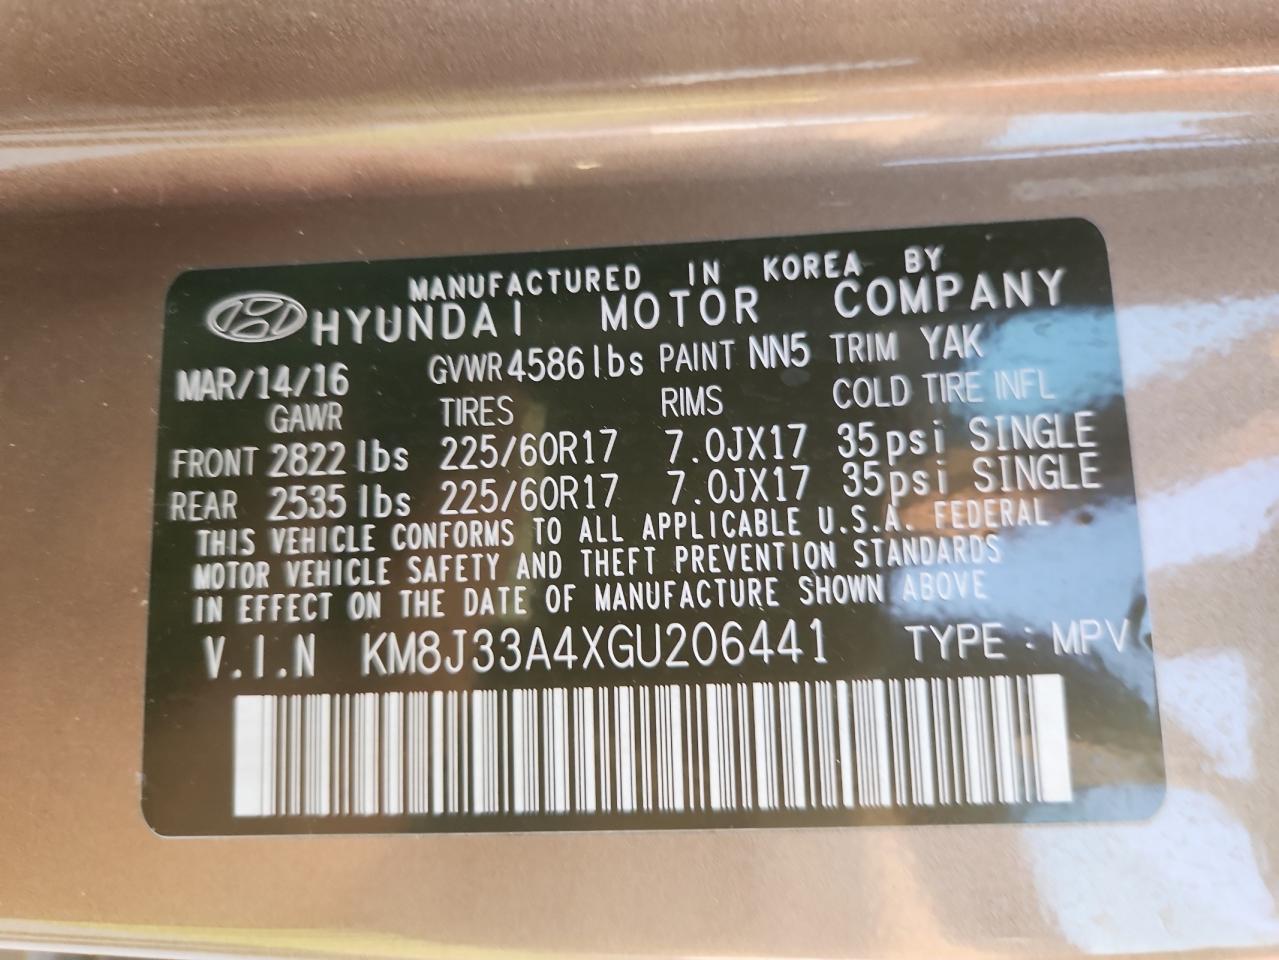 MANUFACTURED IN KOREA BY
HYUNDAI MOTOR COMPANY
MAR/14/16 GVWR 4586 lbs PAINT NN5 TRIM YAK
GAWR TIRES RIMS COLD TIRE INFL
FRONT 2822 lbs 225/60R17 7.0JX17 35psi SINGLE
REAR 2535 lbs 225/60R17 7.0JX17 35psi SINGLE
THIS VEHICLE CONFORMS TO ALL APPLICABLE U.S.A. FEDERAL
MOTOR VEHICLE SAFETY AND THEFT PREVENTION STANDARDS
IN EFFECT ON THE DATE OF MANUFACTURE SHOWN ABOVE
V.I.N KM8J33A4XGU206441 TYPE : MPV